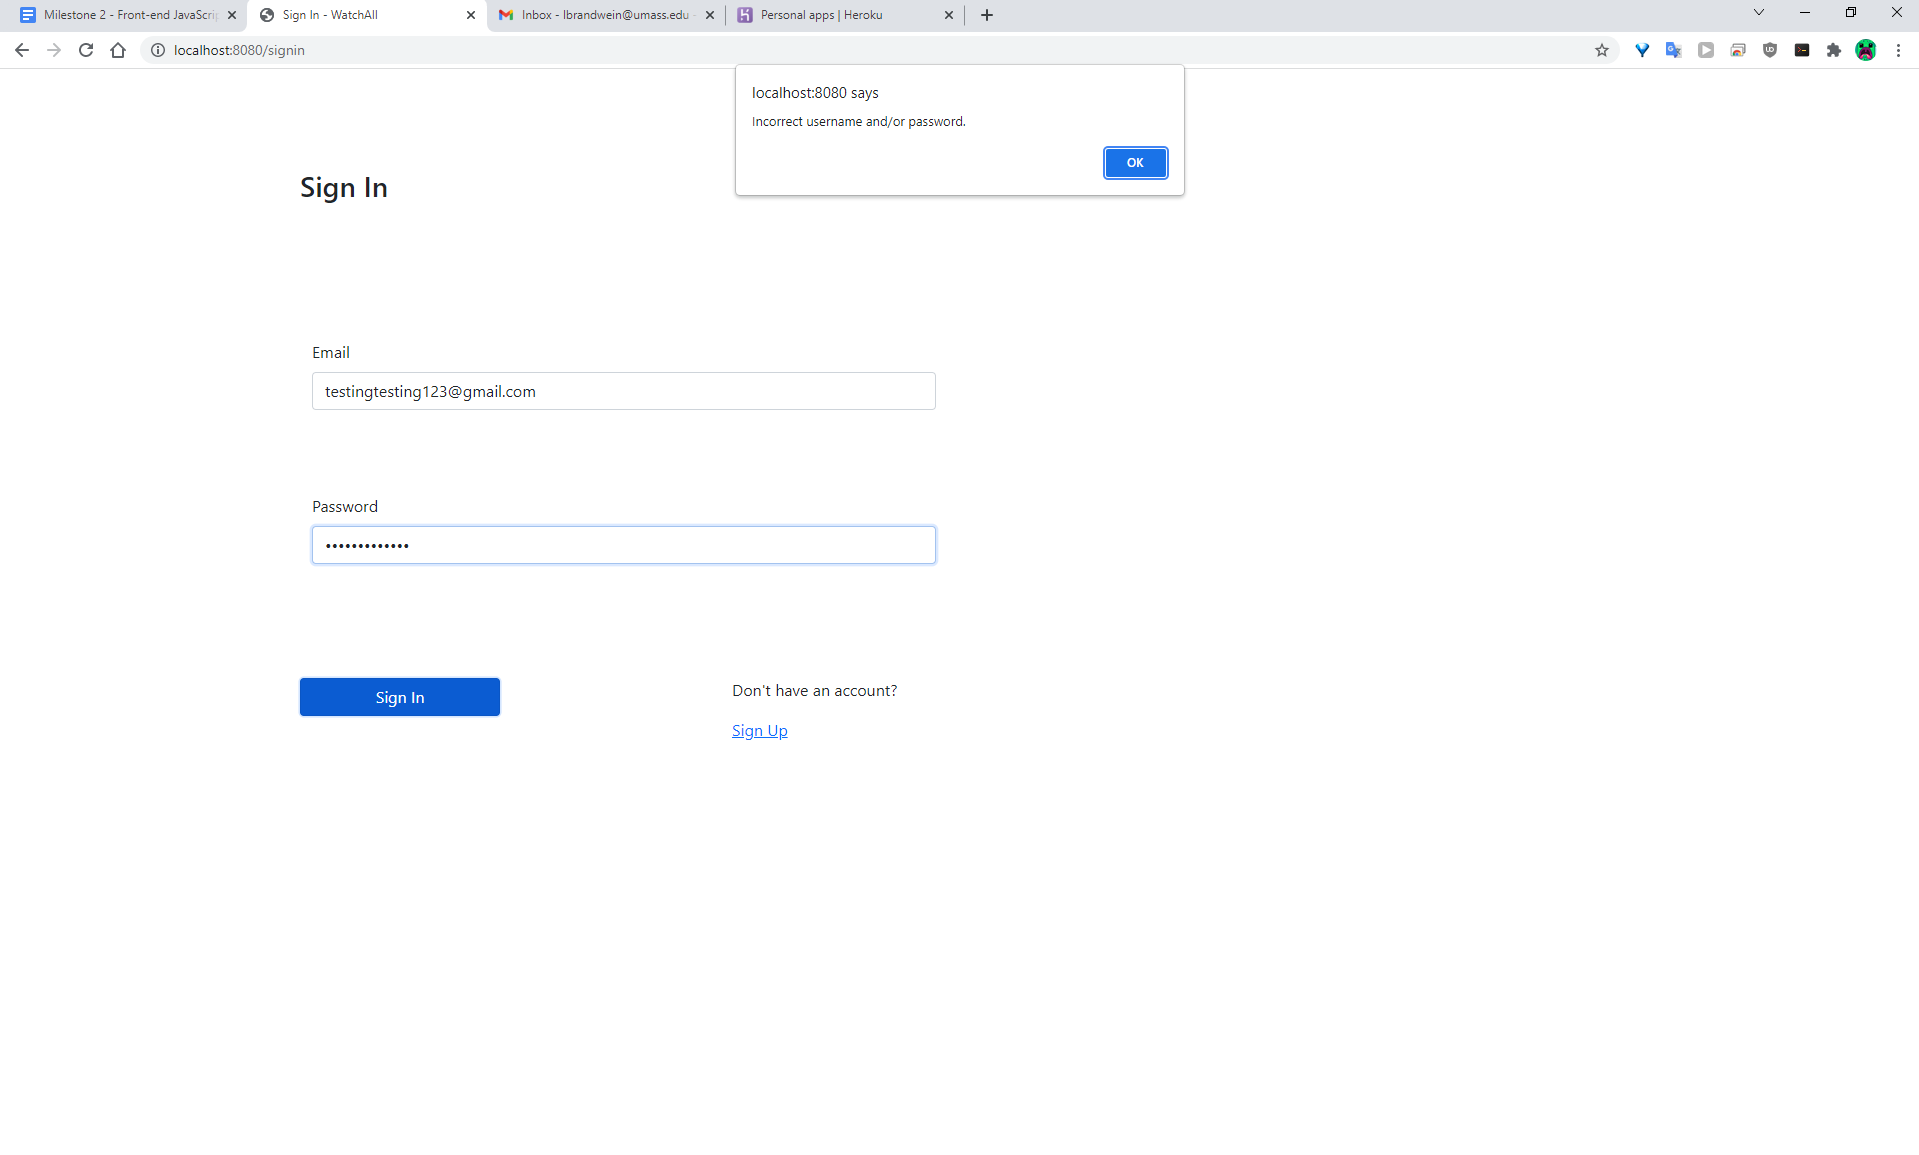 Milestone 2 - Front-end JavaScri
Sign In - WatchAll
Inbox - lbrandwein@umass.edu -
Personal apps | Heroku
localhost:8080/signin
localhost:8080 says
Incorrect username and/or password.
OK
Sign In
Email
testingtesting123@gmail.com
Password
•••••••••••••
Sign In
Don't have an account?
Sign Up